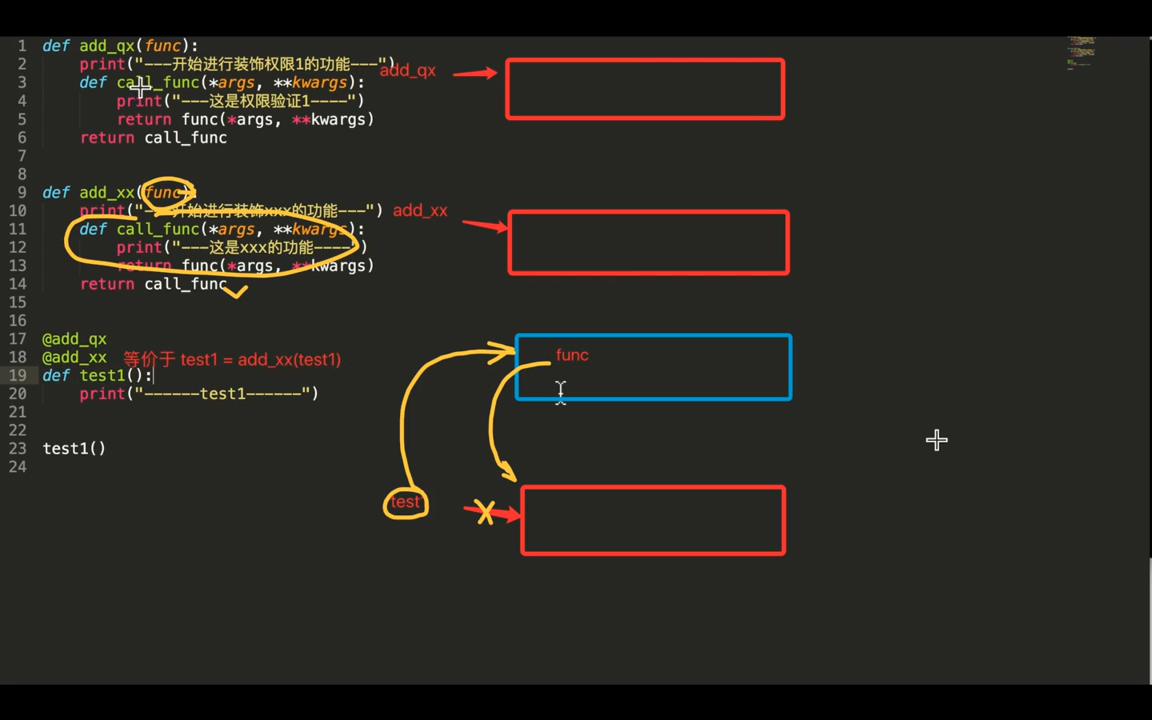 1 def add_qx(func):
2 print("---开始进行装饰权限1的功能---")
add_qx
3 def call_func(*args, **kwargs):
4 print("---这是权限验证1----")
5 return func(*args, **kwargs)
6 return call_func
7
8
9 def add_xx(func):
10 print("---开始进行装饰xxx的功能---")
add_xx
11 def call_func(*args, **kwargs):
12 print("---这是xxx的功能----")
13 return func(*args, **kwargs)
14 return call_func
15
16
17 @add_qx
18 @add_xx
等价于 test1 = add_xx(test1)
func
19 def test1():
20 print("------test1------")
21
22
23 test1()
24
test